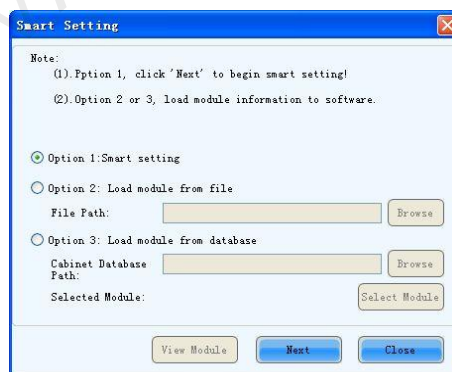 Smart Setting
Note:
(1).Pption 1, click 'Next' to begin smart setting!
(2).Option 2 or 3, load module information to software.
Option 1:Smart setting
Option 2: Load module from file
File Path:
Browse
Option 3: Load module from database
Cabinet Database
Path:
Browse
Selected Module:
Select Module
View Module
Next
Close